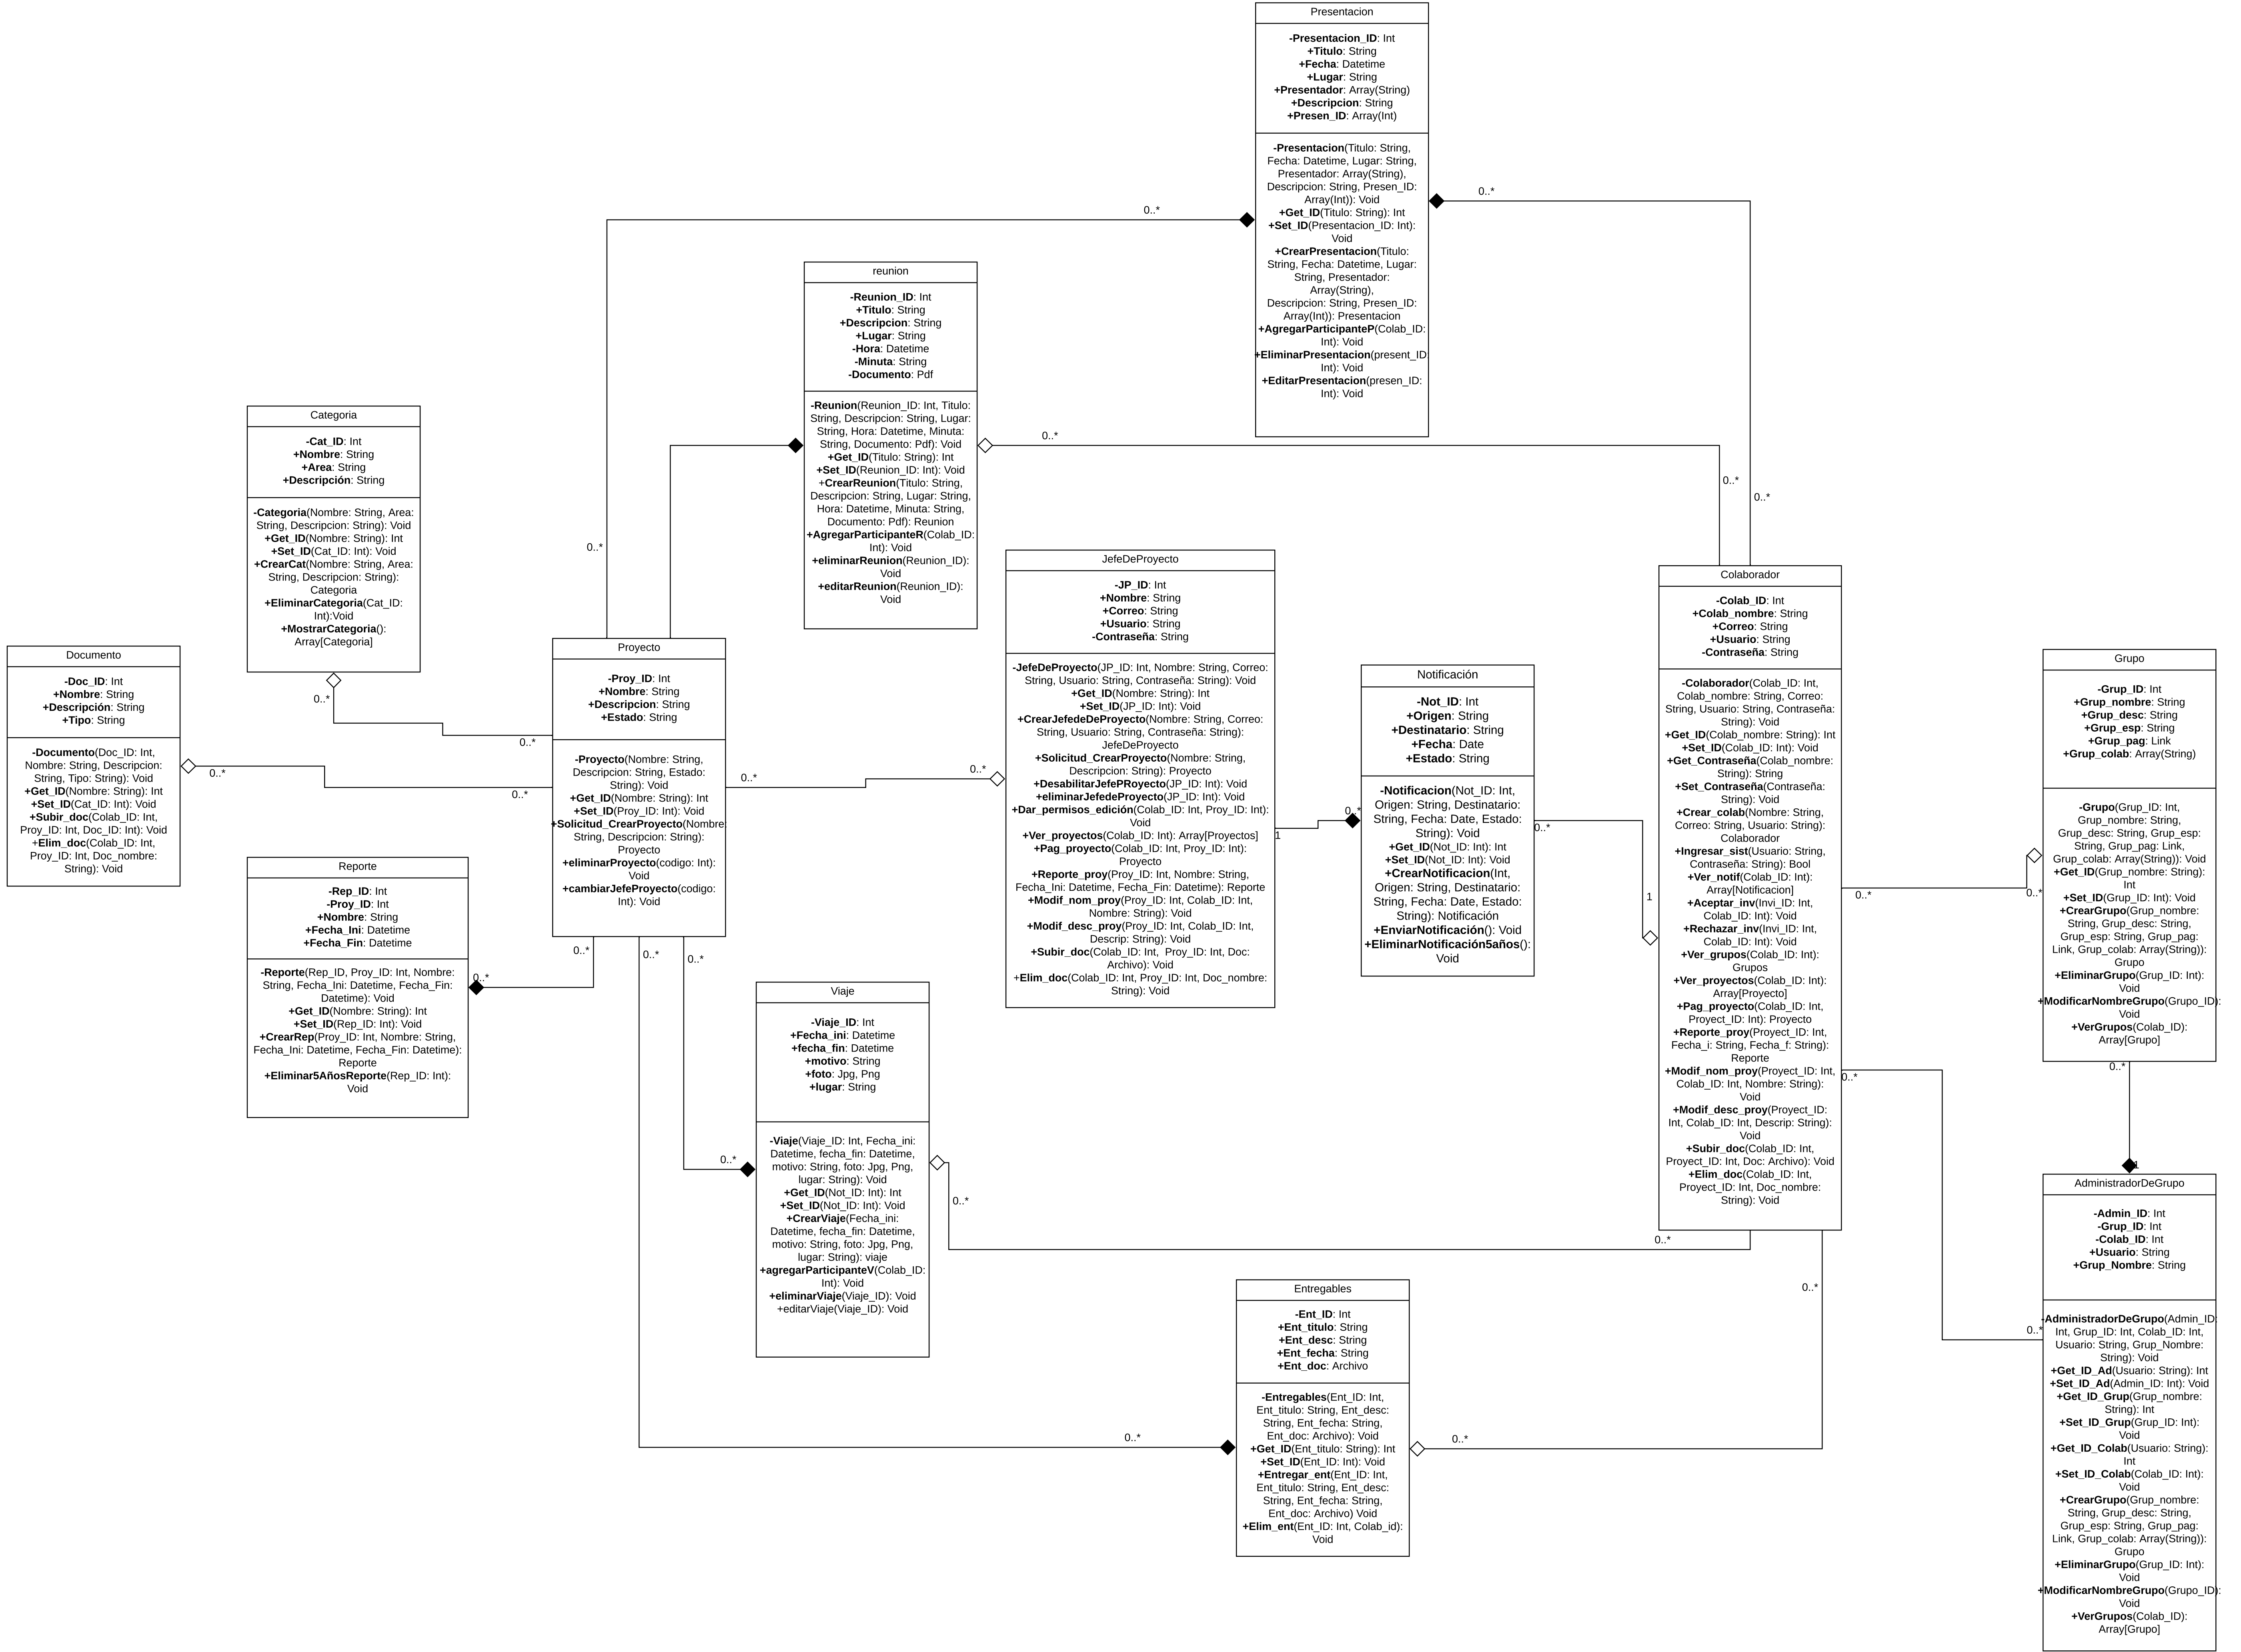 Presentacion
-Presentacion_ID: Int
+Titulo: String
+Fecha: Datetime
+Lugar: String
+Presentador: Array(String)
+Descripcion: String
+Presen_ID: Array(Int)
-Presentacion(Titulo: String,
Fecha: Datetime, Lugar: String,
Presentador: Array(String),
Descripcion: String, Presen_ID:
Array(Int)): Void
+Get_ID(Titulo: String): Int
+Set_ID(Presentacion_ID: Int):
Void
+CrearPresentacion(Titulo:
String, Fecha: Datetime, Lugar:
String, Presentador:
Array(String),
Descripcion: String, Presen_ID:
Array(Int)): Presentacion
+AgregarParticipanteP(Colab_ID:
Int): Void
+EliminarPresentacion(present_ID:
Int): Void
+EditarPresentacion(presen_ID:
Int): Void
0..*
0..*
0..*
0..*
reunion
-Reunion_ID: Int
+Titulo: String
+Descripcion: String
+Lugar: String
-Hora: Datetime
-Minuta: String
-Documento: Pdf
-Reunion(Reunion_ID: Int, Titulo:
String, Descripcion: String, Lugar:
String, Hora: Datetime, Minuta:
String, Documento: Pdf): Void
+Get_ID(Titulo: String): Int
+Set_ID(Reunion_ID: Int): Void
+CrearReunion(Titulo: String,
Descripcion: String, Lugar: String,
Hora: Datetime, Minuta: String,
Documento: Pdf): Reunion
+AgregarParticipanteR(Colab_ID:
Int): Void
+eliminarReunion(Reunion_ID):
Void
+editarReunion(Reunion_ID):
Void
0..*
0..*
Categoria
-Cat_ID: Int
+Nombre: String
+Area: String
+Descripción: String
-Categoria(Nombre: String, Area:
String, Descripcion: String): Void
+Get_ID(Nombre: String): Int
+Set_ID(Cat_ID: Int): Void
+CrearCat(Nombre: String, Area:
String, Descripcion: String):
Categoria
+EliminarCategoria(Cat_ID:
Int):Void
+MostrarCategoria():
Array[Categoria]
0..*
0..*
Documento
-Doc_ID: Int
+Nombre: String
+Descripción: String
+Tipo: String
-Documento(Doc_ID: Int,
Nombre: String, Descripcion:
String, Tipo: String): Void
+Get_ID(Nombre: String): Int
+Set_ID(Cat_ID: Int): Void
+Subir_doc(Colab_ID: Int,
Proy_ID: Int, Doc_ID: Int): Void
+Elim_doc(Colab_ID: Int,
Proy_ID: Int, Doc_nombre:
String): Void
0..*
0..*
Reporte
-Rep_ID: Int
-Proy_ID: Int
+Nombre: String
+Fecha_Ini: Datetime
+Fecha_Fin: Datetime
-Reporte(Rep_ID, Proy_ID: Int, Nombre:
String, Fecha_Ini: Datetime, Fecha_Fin:
Datetime): Void
+Get_ID(Nombre: String): Int
+Set_ID(Rep_ID: Int): Void
+CrearRep(Proy_ID: Int, Nombre: String,
Fecha_Ini: Datetime, Fecha_Fin: Datetime):
Reporte
+Eliminar5AñosReporte(Rep_ID: Int):
Void
0..*
0..*
Proyecto
-Proy_ID: Int
+Nombre: String
+Descripcion: String
+Estado: String
-Proyecto(Nombre: String,
Descripcion: String, Estado:
String): Void
+Get_ID(Nombre: String): Int
+Set_ID(Proy_ID: Int): Void
+Solicitud_CrearProyecto(Nombre:
String, Descripcion: String):
Proyecto
+eliminarProyecto(codigo: Int):
Void
+cambiarJefeProyecto(codigo:
Int): Void
0..*
0..*
0..*
0..*
JefeDeProyecto
-JP_ID: Int
+Nombre: String
+Correo: String
+Usuario: String
-Contraseña: String
-JefeDeProyecto(JP_ID: Int, Nombre: String, Correo:
String, Usuario: String, Contraseña: String): Void
+Get_ID(Nombre: String): Int
+Set_ID(JP_ID: Int): Void
+CrearJefedeDeProyecto(Nombre: String, Correo:
String, Usuario: String, Contraseña: String):
JefeDeProyecto
+Solicitud_CrearProyecto(Nombre: String,
Descripcion: String): Proyecto
+DesabilitarJefePRoyecto(JP_ID: Int): Void
+eliminarJefedeProyecto(JP_ID: Int): Void
+Dar_permisos_edición(Colab_ID: Int, Proy_ID: Int):
Void
+Ver_proyectos(Colab_ID: Int): Array[Proyectos]
+Pag_proyecto(Colab_ID: Int, Proy_ID: Int):
Proyecto
+Reporte_proy(Proy_ID: Int, Nombre: String,
Fecha_Ini: Datetime, Fecha_Fin: Datetime): Reporte
+Modif_nom_proy(Proy_ID: Int, Colab_ID: Int,
Nombre: String): Void
+Modif_desc_proy(Proy_ID: Int, Colab_ID: Int,
Descrip: String): Void
+Subir_doc(Colab_ID: Int,  Proy_ID: Int, Doc:
Archivo): Void
+Elim_doc(Colab_ID: Int, Proy_ID: Int, Doc_nombre:
String): Void
1
0..*
Notificación
-Not_ID: Int
+Origen: String
+Destinatario: String
+Fecha: Date
+Estado: String
-Notificacion(Not_ID: Int,
Origen: String, Destinatario:
String, Fecha: Date, Estado:
String): Void
+Get_ID(Not_ID: Int): Int
+Set_ID(Not_ID: Int): Void
+CrearNotificacion(Int,
Origen: String, Destinatario:
String, Fecha: Date, Estado:
String): Notificación
+EnviarNotificación(): Void
+EliminarNotificación5años():
Void
0..*
1
Colaborador
-Colab_ID: Int
+Colab_nombre: String
+Correo: String
+Usuario: String
-Contraseña: String
-Colaborador(Colab_ID: Int,
Colab_nombre: String, Correo:
String, Usuario: String, Contraseña:
String): Void
+Get_ID(Colab_nombre: String): Int
+Set_ID(Colab_ID: Int): Void
+Get_Contraseña(Colab_nombre:
String): String
+Set_Contraseña(Contraseña:
String): Void
+Crear_colab(Nombre: String,
Correo: String, Usuario: String):
Colaborador
+Ingresar_sist(Usuario: String,
Contraseña: String): Bool
+Ver_notif(Colab_ID: Int):
Array[Notificacion]
+Aceptar_inv(Invi_ID: Int,
Colab_ID: Int): Void
+Rechazar_inv(Invi_ID: Int,
Colab_ID: Int): Void
+Ver_grupos(Colab_ID: Int):
Grupos
+Ver_proyectos(Colab_ID: Int):
Array[Proyecto]
+Pag_proyecto(Colab_ID: Int,
Proyect_ID: Int): Proyecto
+Reporte_proy(Proyect_ID: Int,
Fecha_i: String, Fecha_f: String):
Reporte
+Modif_nom_proy(Proyect_ID: Int,
Colab_ID: Int, Nombre: String):
Void
+Modif_desc_proy(Proyect_ID:
Int, Colab_ID: Int, Descrip: String):
Void
+Subir_doc(Colab_ID: Int,
Proyect_ID: Int, Doc: Archivo): Void
+Elim_doc(Colab_ID: Int,
Proyect_ID: Int, Doc_nombre:
String): Void
0..*
0..*
0..*
0..*
Grupo
-Grup_ID: Int
+Grup_nombre: String
+Grup_desc: String
+Grup_esp: String
+Grup_pag: Link
+Grup_colab: Array(String)
-Grupo(Grup_ID: Int,
Grup_nombre: String,
Grup_desc: String, Grup_esp:
String, Grup_pag: Link,
Grup_colab: Array(String)): Void
+Get_ID(Grup_nombre: String):
Int
+Set_ID(Grup_ID: Int): Void
+CrearGrupo(Grup_nombre:
String, Grup_desc: String,
Grup_esp: String, Grup_pag:
Link, Grup_colab: Array(String)):
Grupo
+EliminarGrupo(Grup_ID: Int):
Void
+ModificarNombreGrupo(Grupo_ID):
Void
+VerGrupos(Colab_ID):
Array[Grupo]
0..*
1
AdministradorDeGrupo
-Admin_ID: Int
-Grup_ID: Int
-Colab_ID: Int
+Usuario: String
+Grup_Nombre: String
-AdministradorDeGrupo(Admin_ID:
Int, Grup_ID: Int, Colab_ID: Int,
Usuario: String, Grup_Nombre:
String): Void
+Get_ID_Ad(Usuario: String): Int
+Set_ID_Ad(Admin_ID: Int): Void
+Get_ID_Grup(Grup_nombre:
String): Int
+Set_ID_Grup(Grup_ID: Int):
Void
+Get_ID_Colab(Usuario: String):
Int
+Set_ID_Colab(Colab_ID: Int):
Void
+CrearGrupo(Grup_nombre:
String, Grup_desc: String,
Grup_esp: String, Grup_pag:
Link, Grup_colab: Array(String)):
Grupo
+EliminarGrupo(Grup_ID: Int):
Void
+ModificarNombreGrupo(Grupo_ID):
Void
+VerGrupos(Colab_ID):
Array[Grupo]
Viaje
-Viaje_ID: Int
+Fecha_ini: Datetime
+fecha_fin: Datetime
+motivo: String
+foto: Jpg, Png
+lugar: String
-Viaje(Viaje_ID: Int, Fecha_ini:
Datetime, fecha_fin: Datetime,
motivo: String, foto: Jpg, Png,
lugar: String): Void
+Get_ID(Not_ID: Int): Int
+Set_ID(Not_ID: Int): Void
+CrearViaje(Fecha_ini:
Datetime, fecha_fin: Datetime,
motivo: String, foto: Jpg, Png,
lugar: String): viaje
+agregarParticipanteV(Colab_ID:
Int): Void
+eliminarViaje(Viaje_ID): Void
+editarViaje(Viaje_ID): Void
0..*
0..*
0..*
Entregables
-Ent_ID: Int
+Ent_titulo: String
+Ent_desc: String
+Ent_fecha: String
+Ent_doc: Archivo
-Entregables(Ent_ID: Int,
Ent_titulo: String, Ent_desc:
String, Ent_fecha: String,
Ent_doc: Archivo): Void
+Get_ID(Ent_titulo: String): Int
+Set_ID(Ent_ID: Int): Void
+Entregar_ent(Ent_ID: Int,
Ent_titulo: String, Ent_desc:
String, Ent_fecha: String,
Ent_doc: Archivo) Void
+Elim_ent(Ent_ID: Int, Colab_id):
Void
0..*
0..*
0..*